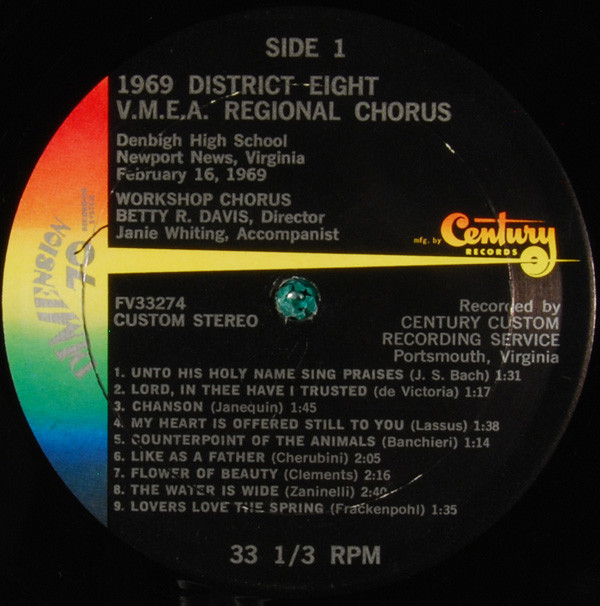 SIDE 1
1969 DISTRICT EIGHT
V.M.E.A. REGIONAL CHORUS
Denbigh High School
Newport News, Virginia
February 16, 1969
WORKSHOP CHORUS
BETTY R. DAVIS, Director
Janie Whiting, Accompanist
DIMENSION
70
RECORDING
SYSTEM
mfg. by Century
RECORDS
FV33274
CUSTOM STEREO
Recorded by
CENTURY CUSTOM
RECORDING SERVICE
Portsmouth, Virginia
1. UNTO HIS HOLY NAME SING PRAISES (J. S. Bach) 1:31
2. LORD, IN THEE HAVE I TRUSTED (de Victoria) 1:17
3. CHANSON (Janequin) 1:45
4. MY HEART IS OFFERED STILL TO YOU (Lassus) 1:38
5. COUNTERPOINT OF THE ANIMALS (Banchieri) 1:14
6. LIKE AS A FATHER (Cherubini) 2:05
7. FLOWER OF BEAUTY (Clements) 2:16
8. THE WATER IS WIDE (Zaninelli) 2:40
9. LOVERS LOVE THE SPRING (Frackenpohl) 1:35
33 1/3 RPM